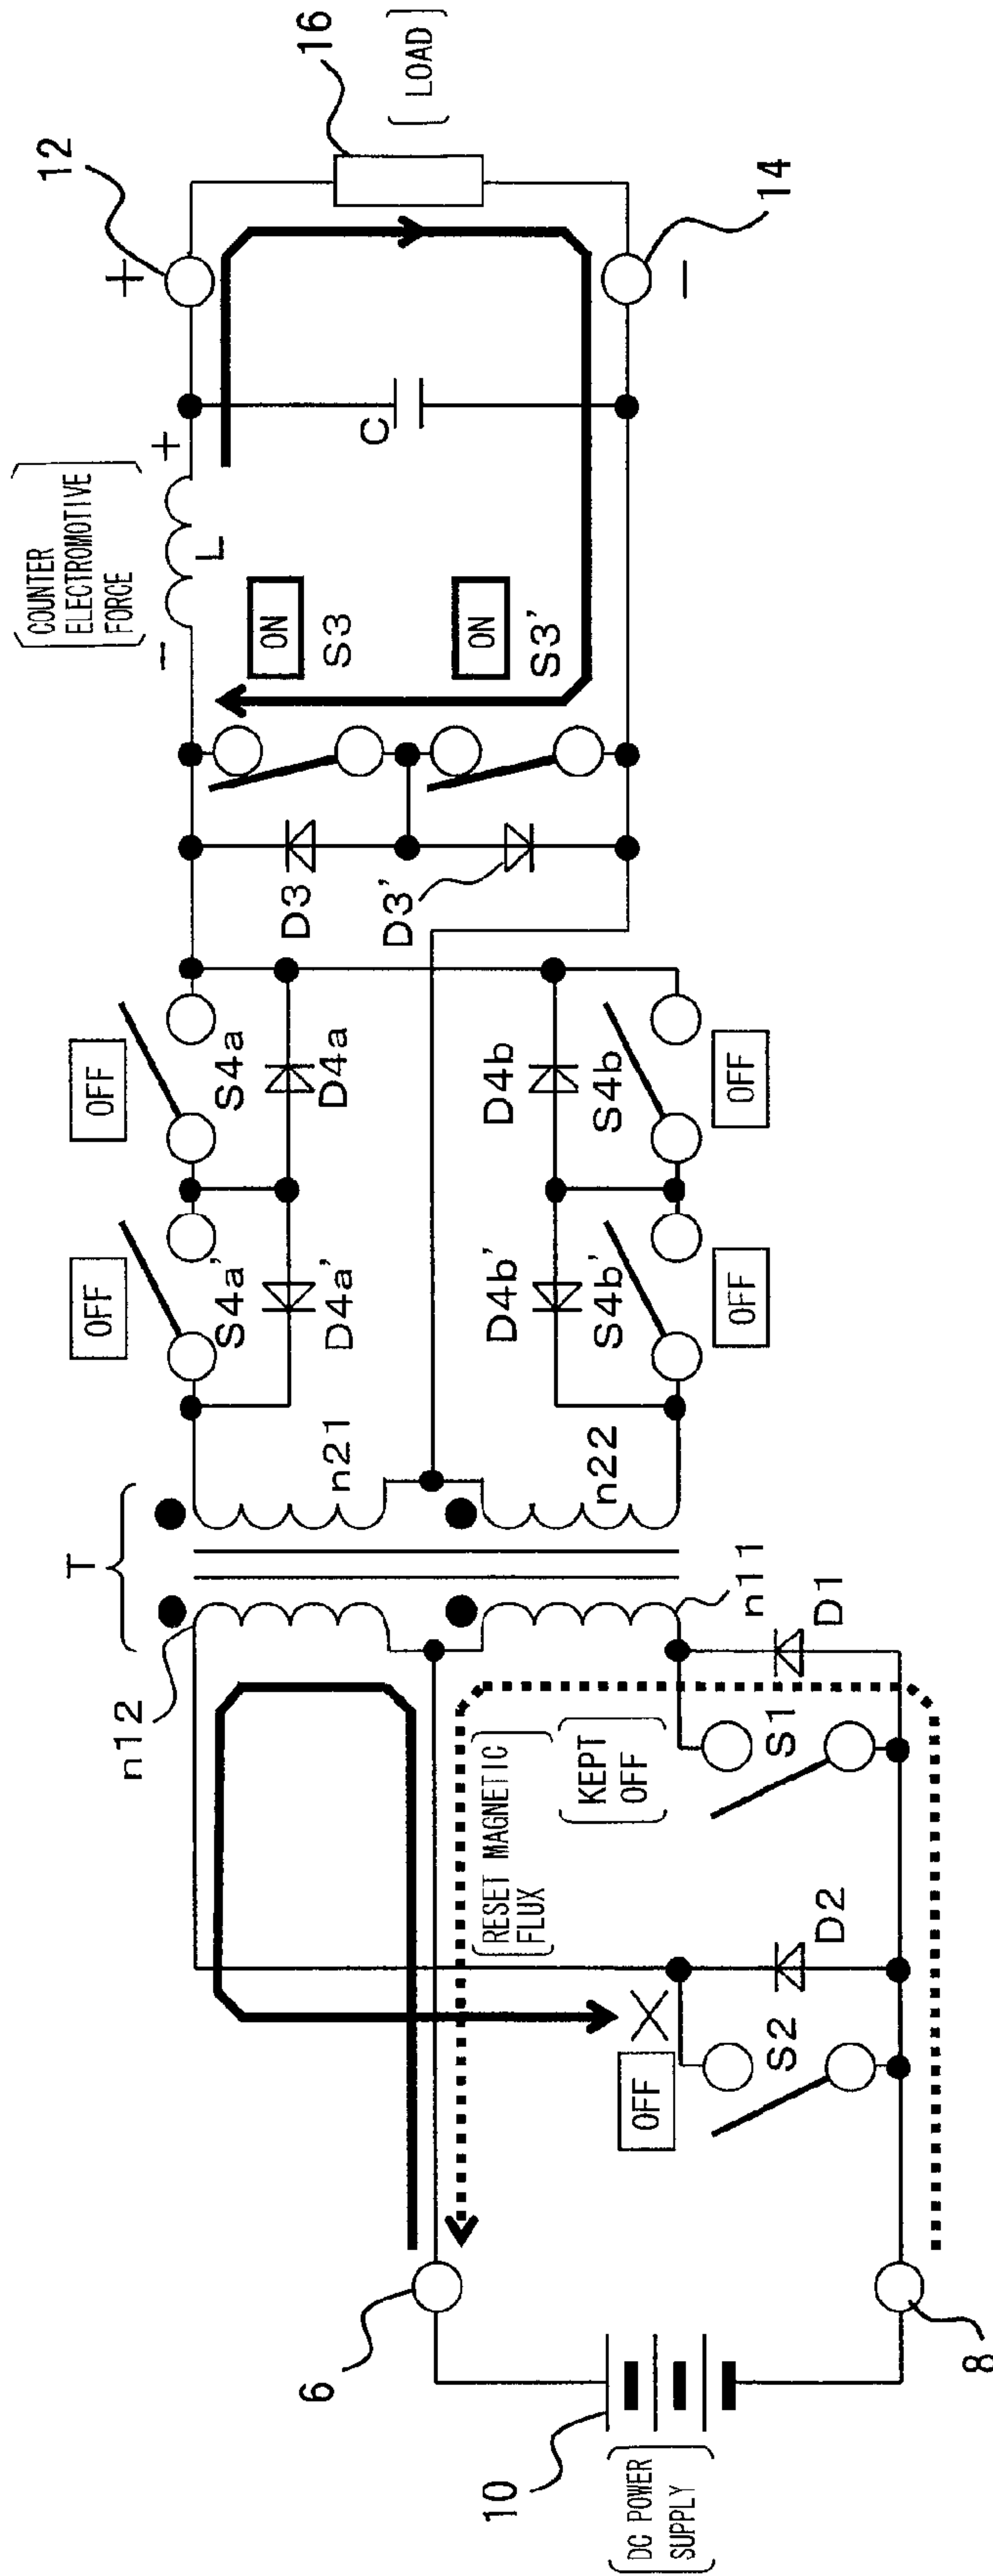 12
+
16
[LOAD]
14
−
[COUNTER
ELECTROMOTIVE
FORCE]
−
+
L
C
ON
S3
ON
S3'
D3
D3'
OFF
S4a
D4a
OFF
S4a'
D4a'
D4b
S4b
OFF
D4b'
S4b'
OFF
T
n21
n22
n12
n11
D1
[RESET MAGNETIC
FLUX]
[KEPT
OFF]
S1
D2
S2
OFF
6
8
10
[DC POWER
SUPPLY]